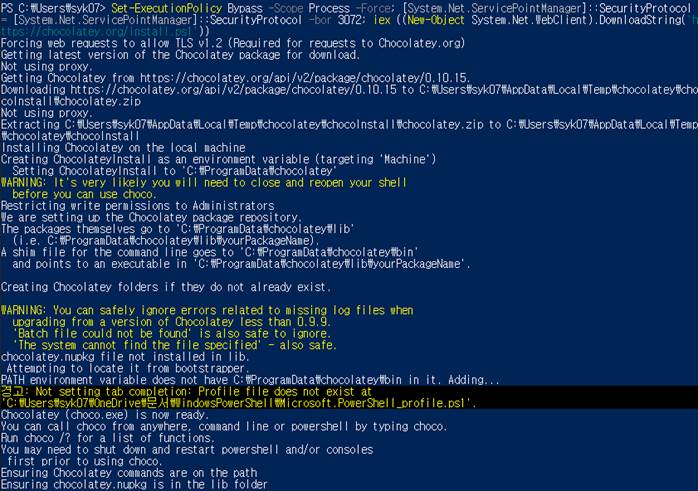 PS C:₩Users₩syk07> Set-ExecutionPolicy Bypass -Scope Process -Force; [System.Net.ServicePointManager]::SecurityProtocol
= [System.Net.ServicePointManager]::SecurityProtocol -bor 3072; iex ((New-Object System.Net.WebClient).DownloadString('h
ttps://chocolatey.org/install.ps1'))
Forcing web requests to allow TLS v1.2 (Required for requests to Chocolatey.org)
Getting latest version of the Chocolatey package for download.
Not using proxy.
Getting Chocolatey from https://chocolatey.org/api/v2/package/chocolatey/0.10.15.
Downloading https://chocolatey.org/api/v2/package/chocolatey/0.10.15 to C:₩Users₩syk07₩AppData₩Local₩Temp₩chocolatey₩cho
coInstall₩chocolatey.zip
Not using proxy.
Extracting C:₩Users₩syk07₩AppData₩Local₩Temp₩chocolatey₩chocoInstall₩chocolatey.zip to C:₩Users₩syk07₩AppData₩Local₩Temp
₩chocolatey₩chocoInstall
Installing Chocolatey on the local machine
Creating ChocolateyInstall as an environment variable (targeting 'Machine')
Setting ChocolateyInstall to 'C:₩ProgramData₩chocolatey'
WARNING: It's very likely you will need to close and reopen your shell
before you can use choco.
Restricting write permissions to Administrators
We are setting up the Chocolatey package repository.
The packages themselves go to 'C:₩ProgramData₩chocolatey₩lib'
(i.e. C:₩ProgramData₩chocolatey₩lib₩yourPackageName).
A shim file for the command line goes to 'C:₩ProgramData₩chocolatey₩bin'
and points to an executable in 'C:₩ProgramData₩chocolatey₩lib₩yourPackageName'.
Creating Chocolatey folders if they do not already exist.
WARNING: You can safely ignore errors related to missing log files when
upgrading from a version of Chocolatey less than 0.9.9.
'Batch file could not be found' is also safe to ignore.
'The system cannot find the file specified' - also safe.
chocolatey.nupkg file not installed in lib.
Attempting to locate it from bootstrapper.
PATH environment variable does not have C:₩ProgramData₩chocolatey₩bin in it. Adding...
경고: Not setting tab completion: Profile file does not exist at
'C:₩Users₩syk07₩OneDrive₩문서₩WindowsPowerShell₩Microsoft.PowerShell_profile.ps1'.
Chocolatey (choco.exe) is now ready.
You can call choco from anywhere, command line or powershell by typing choco.
Run choco /? for a list of functions.
You may need to shut down and restart powershell and/or consoles
first prior to using choco.
Ensuring Chocolatey commands are on the path
Ensuring chocolatey.nupkg is in the lib folder